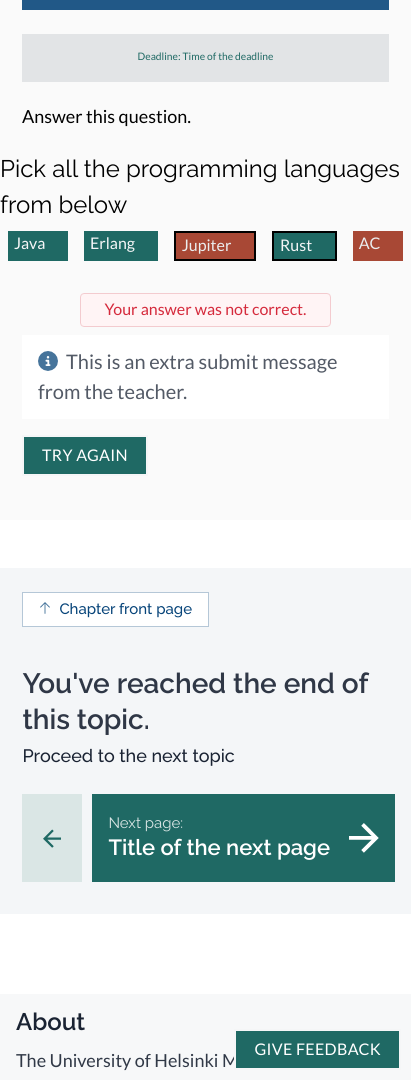 Deadline: Time of the deadline
Answer this question.
Pick all the programming languages
from below
Java Erlang Jupiter Rust AC
Your answer was not correct.
This is an extra submit message
from the teacher.
TRY AGAIN
↑ Chapter front page
You've reached the end of
this topic.
Proceed to the next topic
Next page:
Title of the next page
About
The University of Helsinki
GIVE FEEDBACK